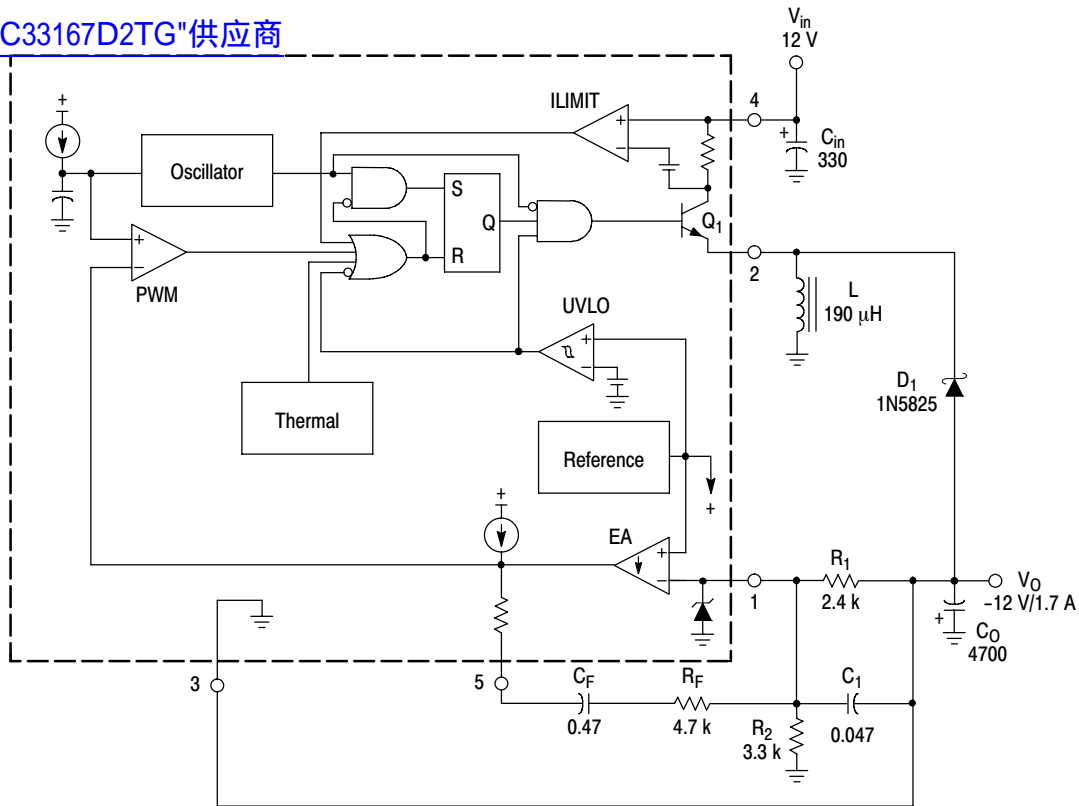 C33167D2TG"供应商
Vin
12 V
ILIMIT
4
+
+
Cin
330
+
−
Oscillator
S
Q
R
Q1
+
−
PWM
2
L
190 µH
UVLO
+
−
D1
1N5825
Thermal
Reference
+
+
EA
+
−
1
R1
2.4 k
VO
−12 V/1.7 A
+
CO
4700
3
5
CF
0.47
RF
4.7 k
R2
3.3 k
C1
0.047